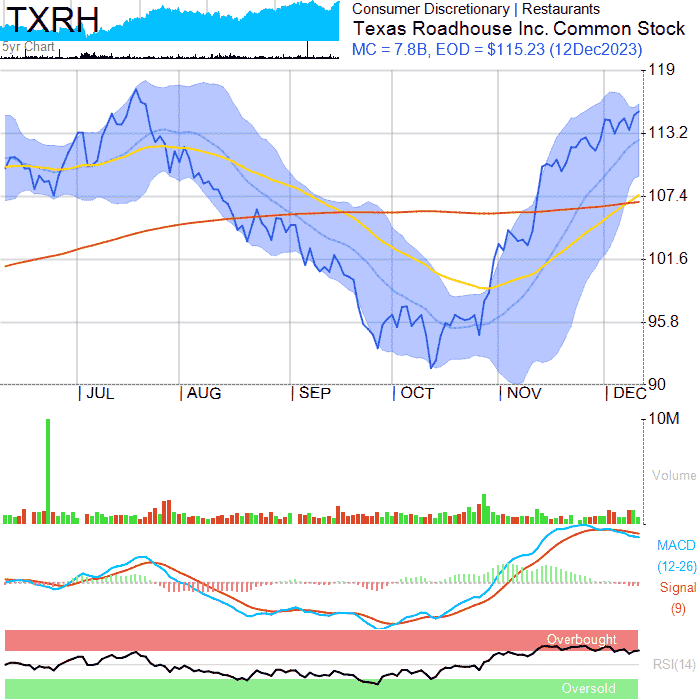 TXRH
5yr Chart
Consumer Discretionary | Restaurants
Texas Roadhouse Inc. Common Stock
MC = 7.8B, EOD = $115.23 (12Dec2023)
119
113.2
107.4
101.6
95.8
90
| JUL | AUG | SEP | OCT | NOV | DEC
10M
Volume
MACD
(12-26)
Signal
(9)
Overbought
RSI(14)
Oversold